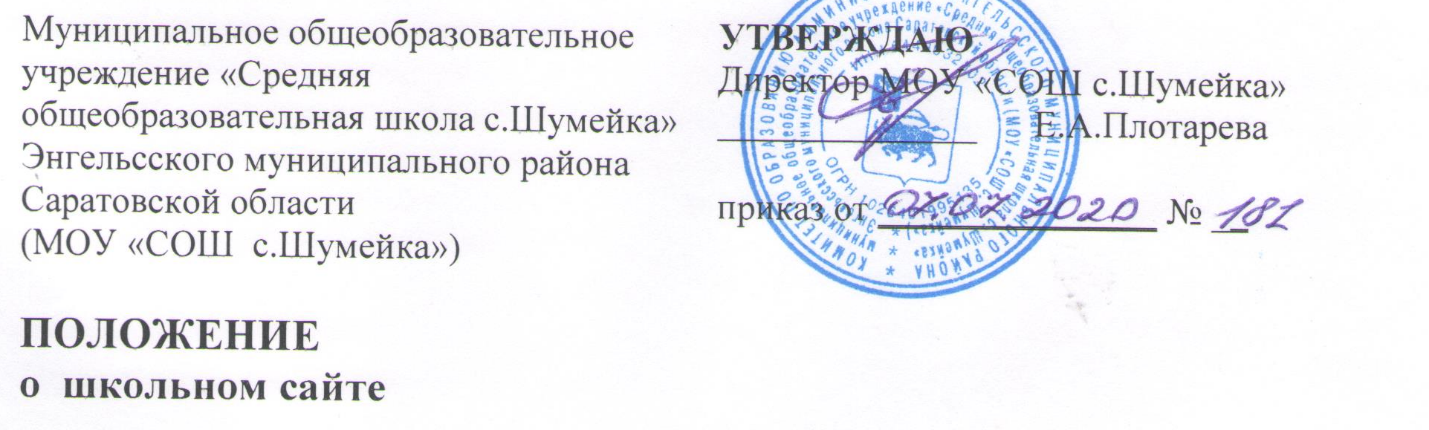 Муниципальное общеобразовательное
учреждение «Средняя
общеобразовательная школа с.Шумейка»
Энгельсского муниципального района
Саратовской области
(МОУ «СОШ с.Шумейка»)
УТВЕРЖДАЮ
Директор МОУ «СОШ с.Шумейка»
Е.А.Плотарева
приказ от 07.07.2020 № 181
ПОЛОЖЕНИЕ
о школьном сайте